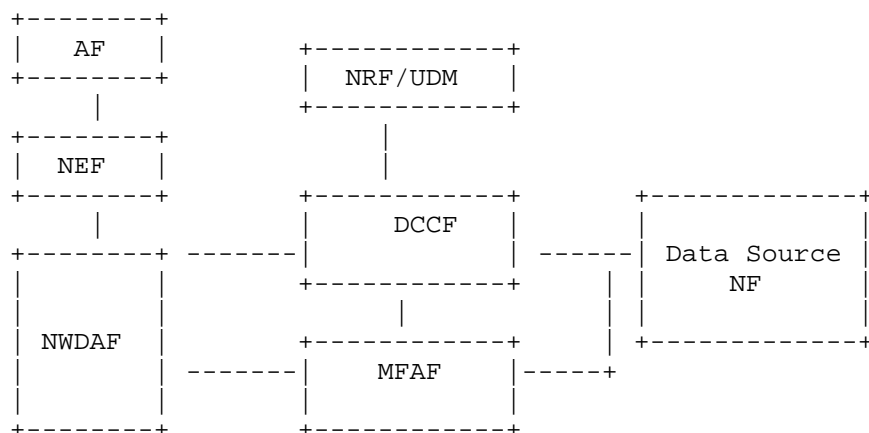 AF
NRF/UDM
NEF
DCCF
Data Source
NF
NWDAF
MFAF